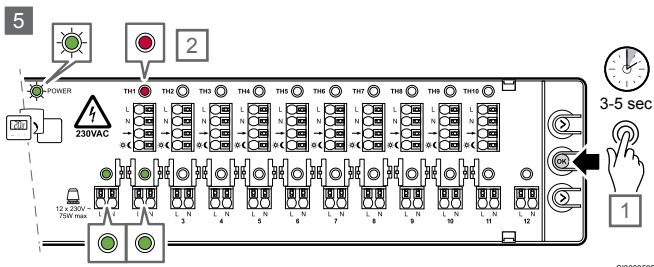 5
2
POWER
TH1 TH2 TH3 TH4 TH5 TH6 TH7 TH8 TH9 TH10
3-5 sec
230VAC
L L L L L L L L L L
N N N N N N N N N N
OK
1
12 x 230V ~
75W max
L N L N L N L N L N L N L N L N L N L N L N L N
3 4 5 6 7 8 9 10 11 12